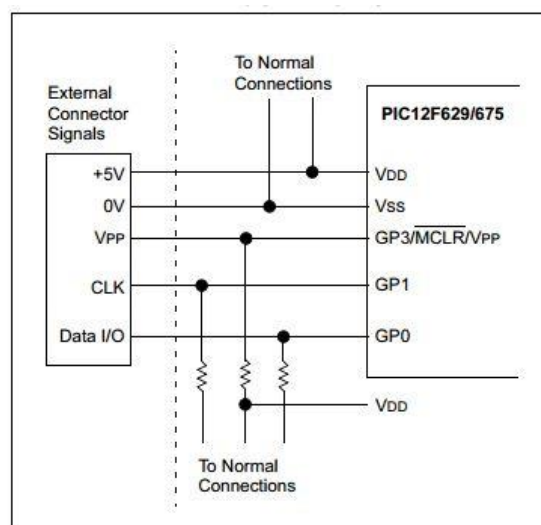 To Normal
Connections
External
Connector
Signals
PIC12F629/675
+5V
VDD
0V
VSS
VPP
GP3/MCLR/VPP
CLK
GP1
Data I/O
GP0
VDD
To Normal
Connections